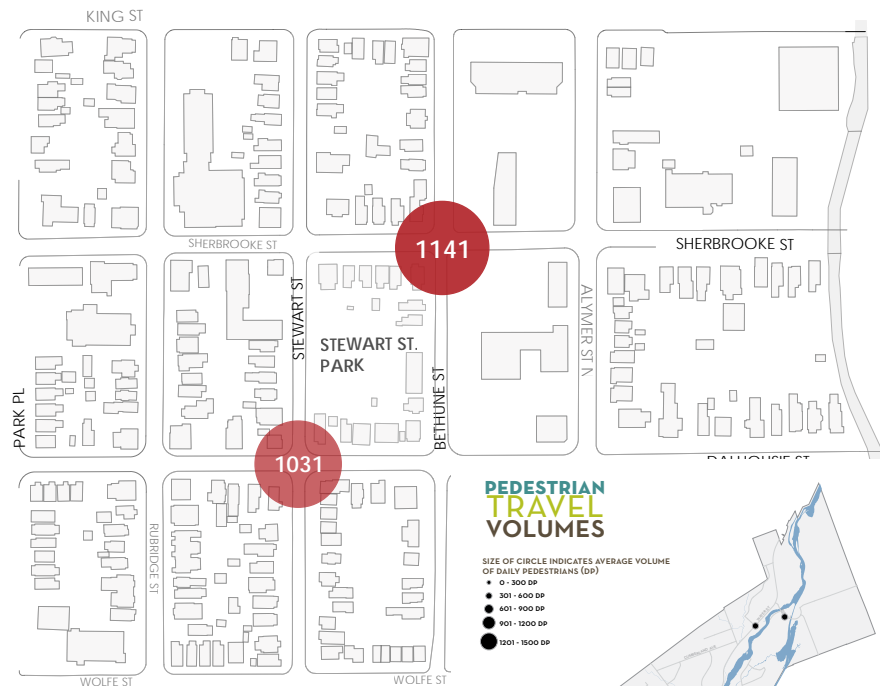 KING ST
SHERBROOKE ST
1141
SHERBROOKE ST
STEWART ST
STEWART ST.
PARK
ALYMER ST N
PARK PL
BETHUNE ST
1031
DALHOUSIE ST
RUBRIDGE ST
PEDESTRIAN
TRAVEL
VOLUMES
SIZE OF CIRCLE INDICATES AVERAGE VOLUME
OF DAILY PEDESTRIANS (DP)
0 - 300 DP
301 - 600 DP
601 - 900 DP
901 - 1200 DP
1201 - 1500 DP
WOLFE ST
WOLFE ST